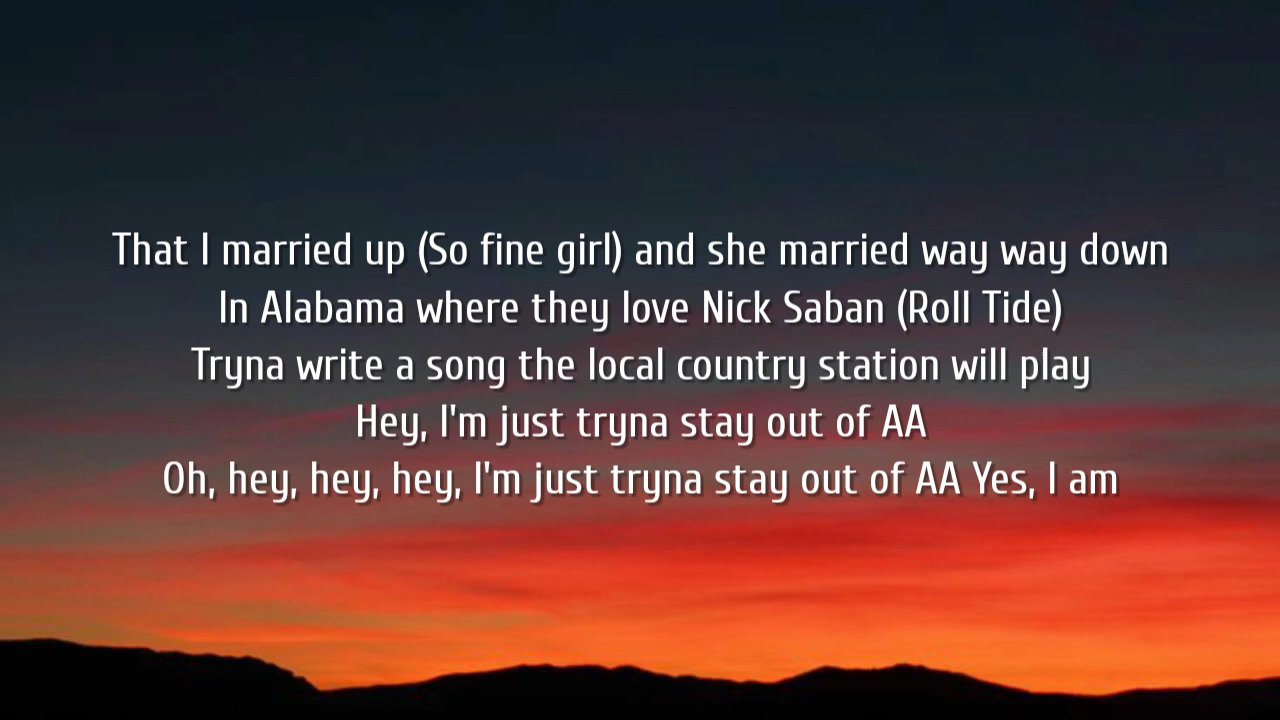 That I married up (So fine girl) and she married way way down
In Alabama where they love Nick Saban (Roll Tide)
Tryna write a song the local country station will play
Hey, I'm just tryna stay out of AA
Oh, hey, hey, hey, I'm just tryna stay out of AA Yes, I am